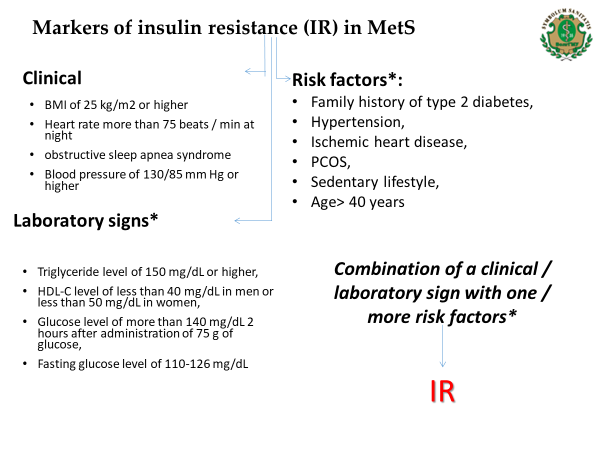 Markers of insulin resistance (IR) in MetS
Clinical
• BMI of 25 kg/m2 or higher
• Heart rate more than 75 beats / min at
night
• obstructive sleep apnea syndrome
• Blood pressure of 130/85 mm Hg or
higher
Laboratory signs*
• Triglyceride level of 150 mg/dL or higher,
• HDL-C level of less than 40 mg/dL in men or
less than 50 mg/dL in women,
• Glucose level of more than 140 mg/dL 2
hours after administration of 75 g of
glucose,
• Fasting glucose level of 110-126 mg/dL
Risk factors*:
• Family history of type 2 diabetes,
• Hypertension,
• Ischemic heart disease,
• PCOS,
• Sedentary lifestyle,
• Age> 40 years
Combination of a clinical /
laboratory sign with one /
more risk factors*
IR
SYMBOLUM SANITATIS